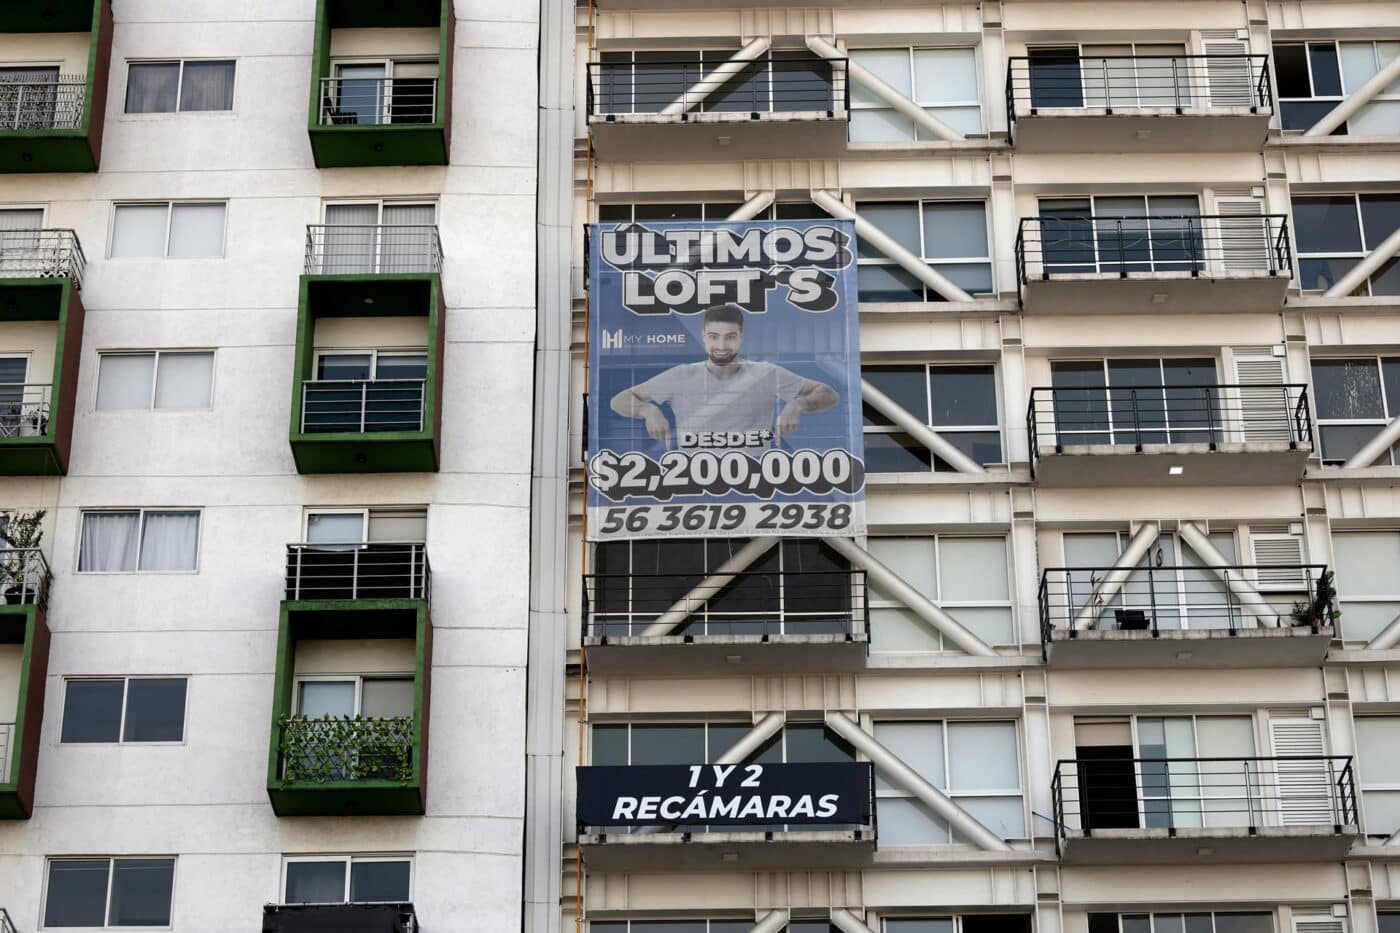 ÚLTIMOS
LOFT´S
MY HOME
DESDE*
$2,200,000
56 3619 2938
1 Y 2
RECÁMARAS